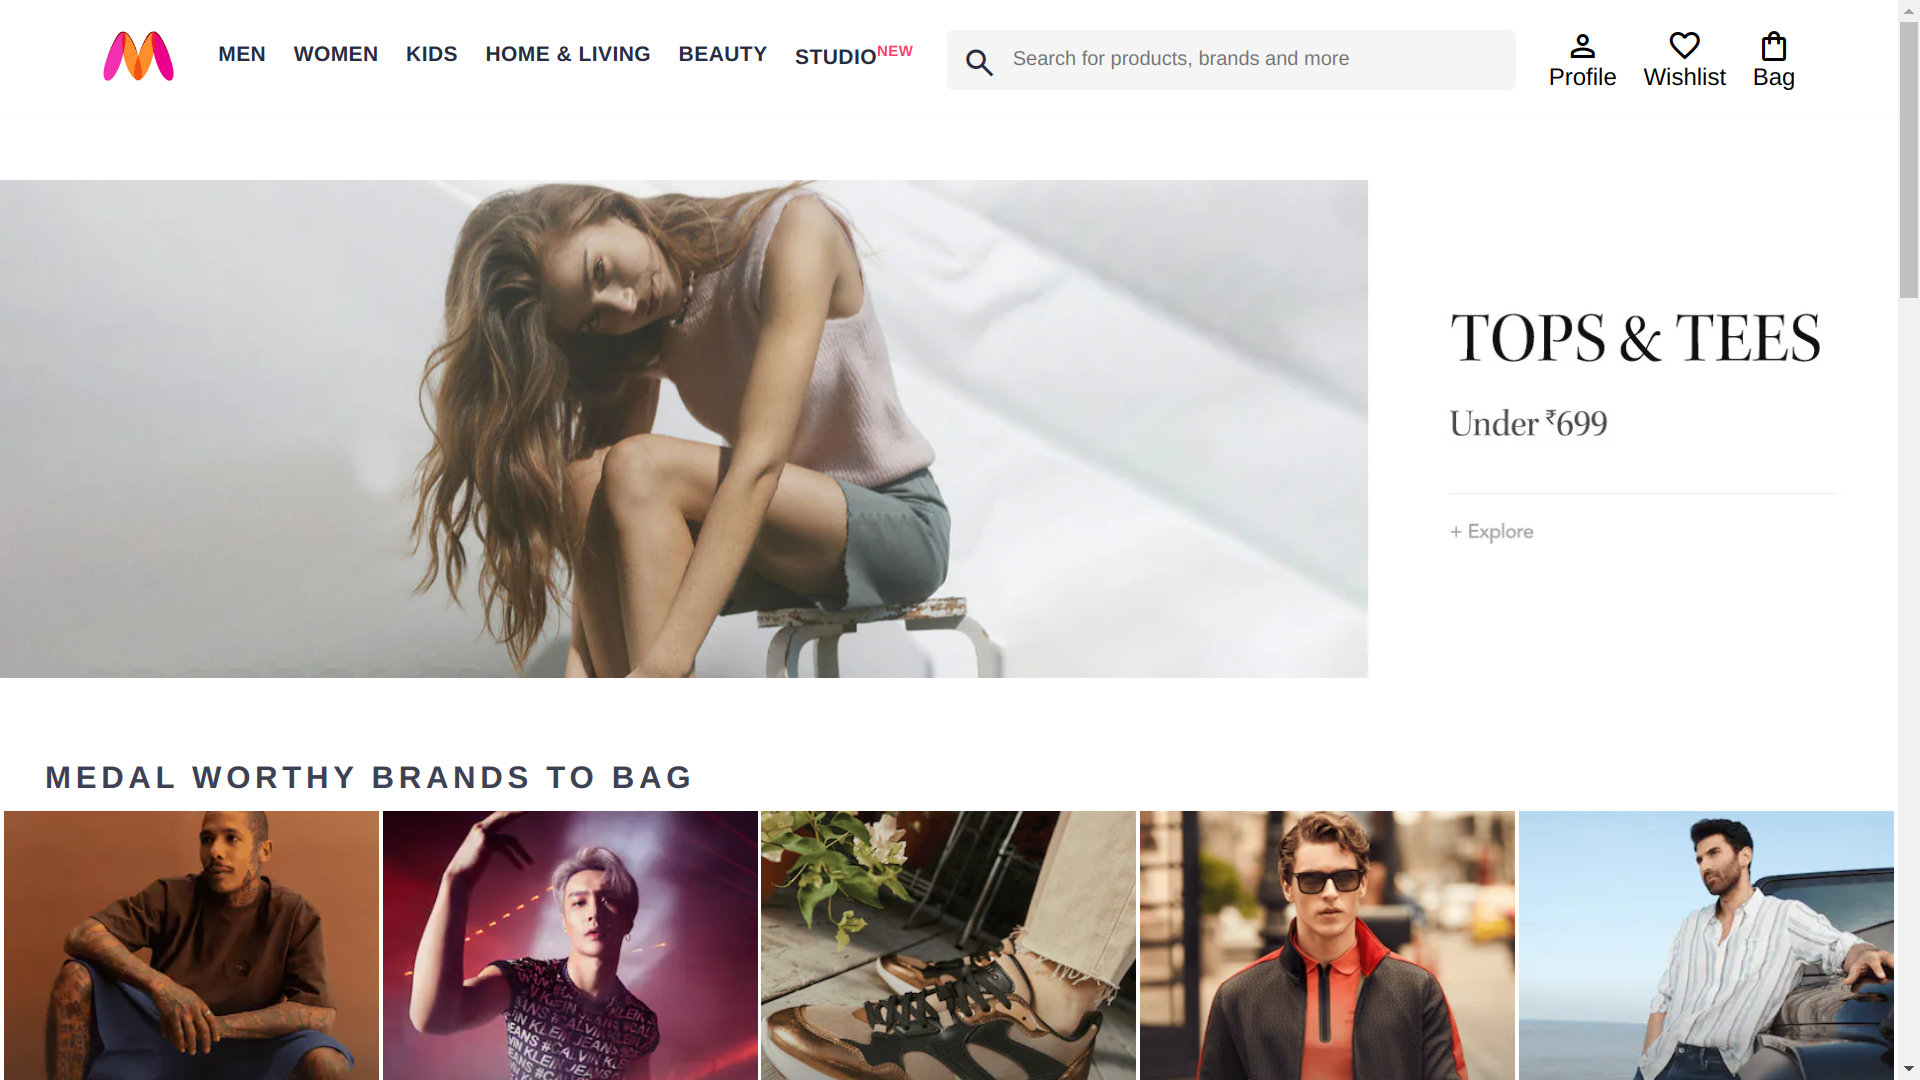 MEN WOMEN KIDS HOME & LIVING BEAUTY STUDIO NEW
Search for products, brands and more
Profile Wishlist Bag
TOPS & TEES
Under ₹699
+ Explore
MEDAL WORTHY BRANDS TO BAG